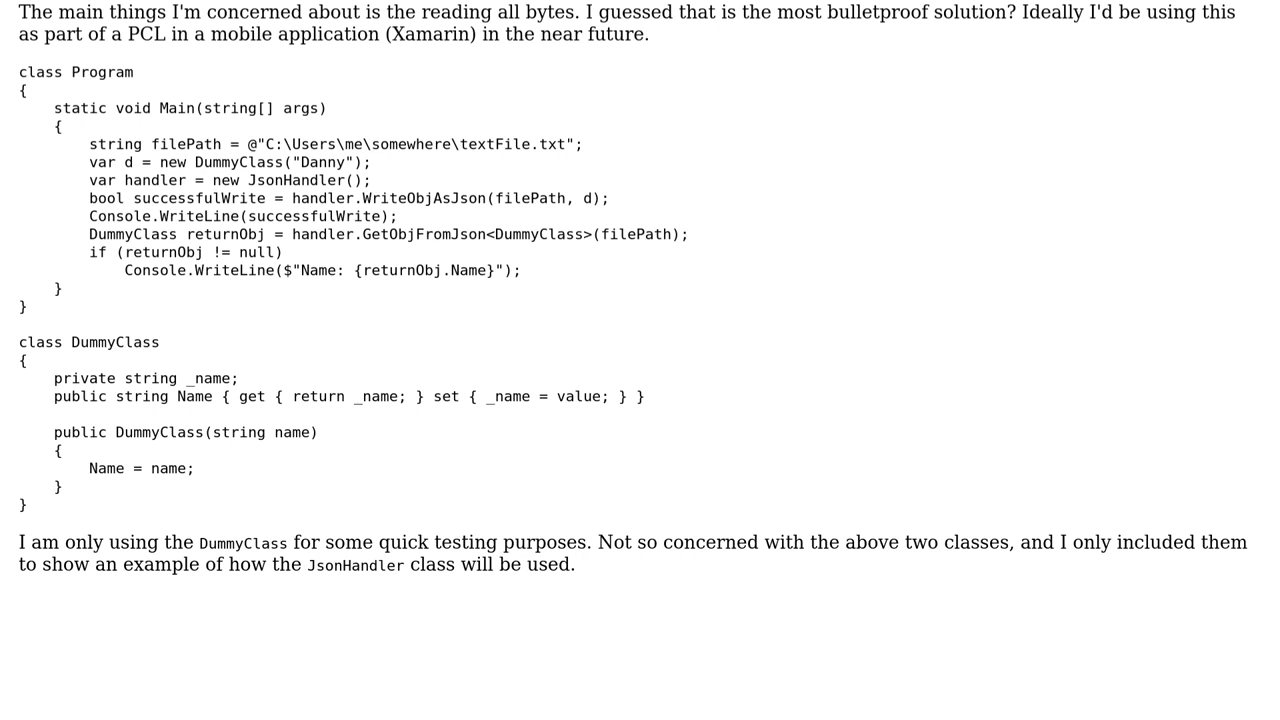 The main things I'm concerned about is the reading all bytes. I guessed that is the most bulletproof solution? Ideally I'd be using this
as part of a PCL in a mobile application (Xamarin) in the near future.

class Program
{
    static void Main(string[] args)
    {
        string filePath = @"C:\Users\me\somewhere\textFile.txt";
        var d = new DummyClass("Danny");
        var handler = new JsonHandler();
        bool successfulWrite = handler.WriteObjAsJson(filePath, d);
        Console.WriteLine(successfulWrite);
        DummyClass returnObj = handler.GetObjFromJson<DummyClass>(filePath);
        if (returnObj != null)
            Console.WriteLine($"Name: {returnObj.Name}");
    }
}

class DummyClass
{
    private string _name;
    public string Name { get { return _name; } set { _name = value; } }

    public DummyClass(string name)
    {
        Name = name;
    }
}

I am only using the DummyClass for some quick testing purposes. Not so concerned with the above two classes, and I only included them
to show an example of how the JsonHandler class will be used.